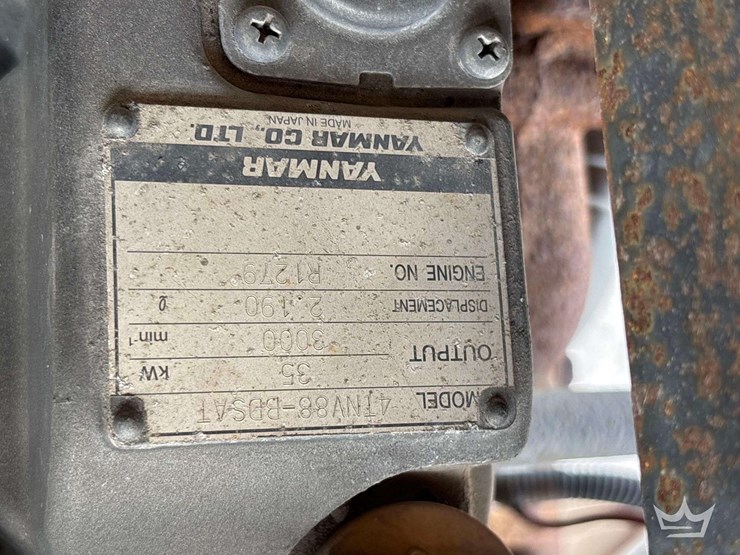 MODEL 4TNV88-BDSAT
OUTPUT 35 kW
3000 min-1
DISPLACEMENT 2.190 ℓ
ENGINE NO. R1279
YANMAR
YANMAR CO., LTD.
MADE IN JAPAN